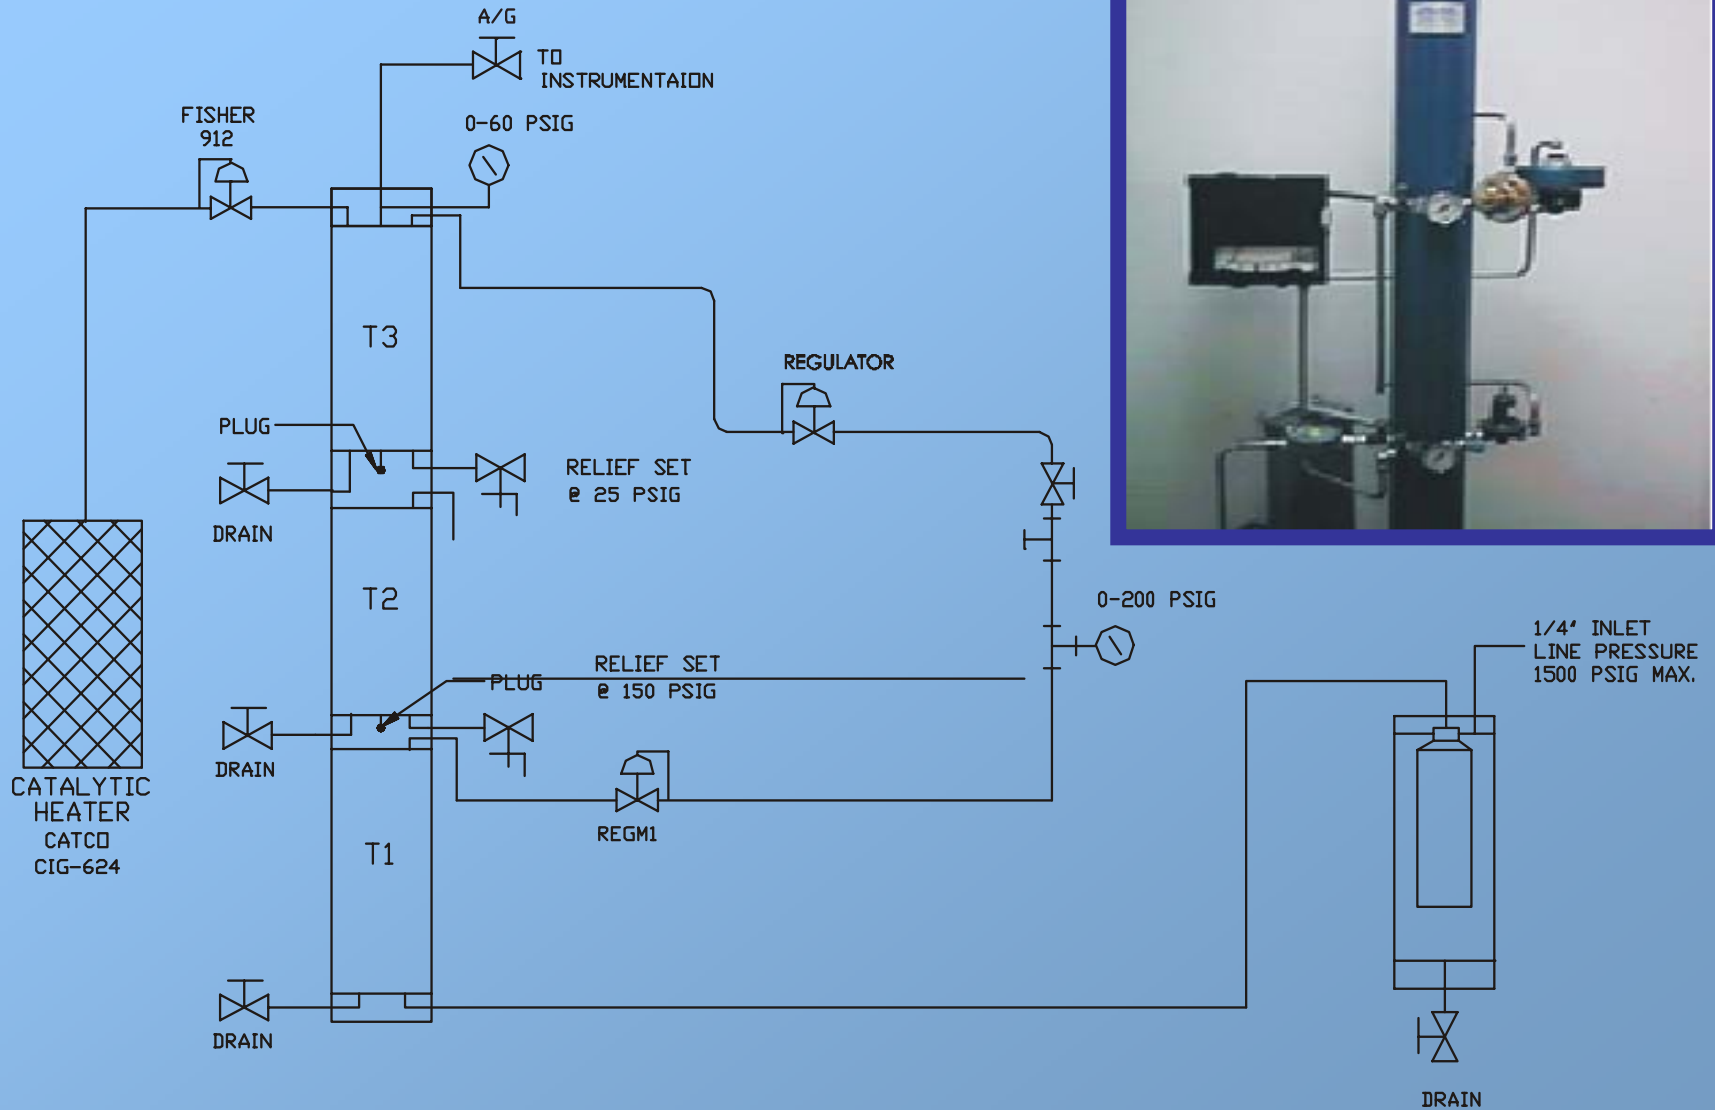 A/G
TO
INSTRUMENTAION
FISHER
912
0-60 PSIG
T3
REGULATOR
PLUG
RELIEF SET
@ 25 PSIG
DRAIN
T2
0-200 PSIG
1/4" INLET
LINE PRESSURE
1500 PSIG MAX.
RELIEF SET
PLUG
@ 150 PSIG
DRAIN
CATALYTIC
HEATER
CATCO
CIG-624
REGM1
T1
DRAIN
DRAIN